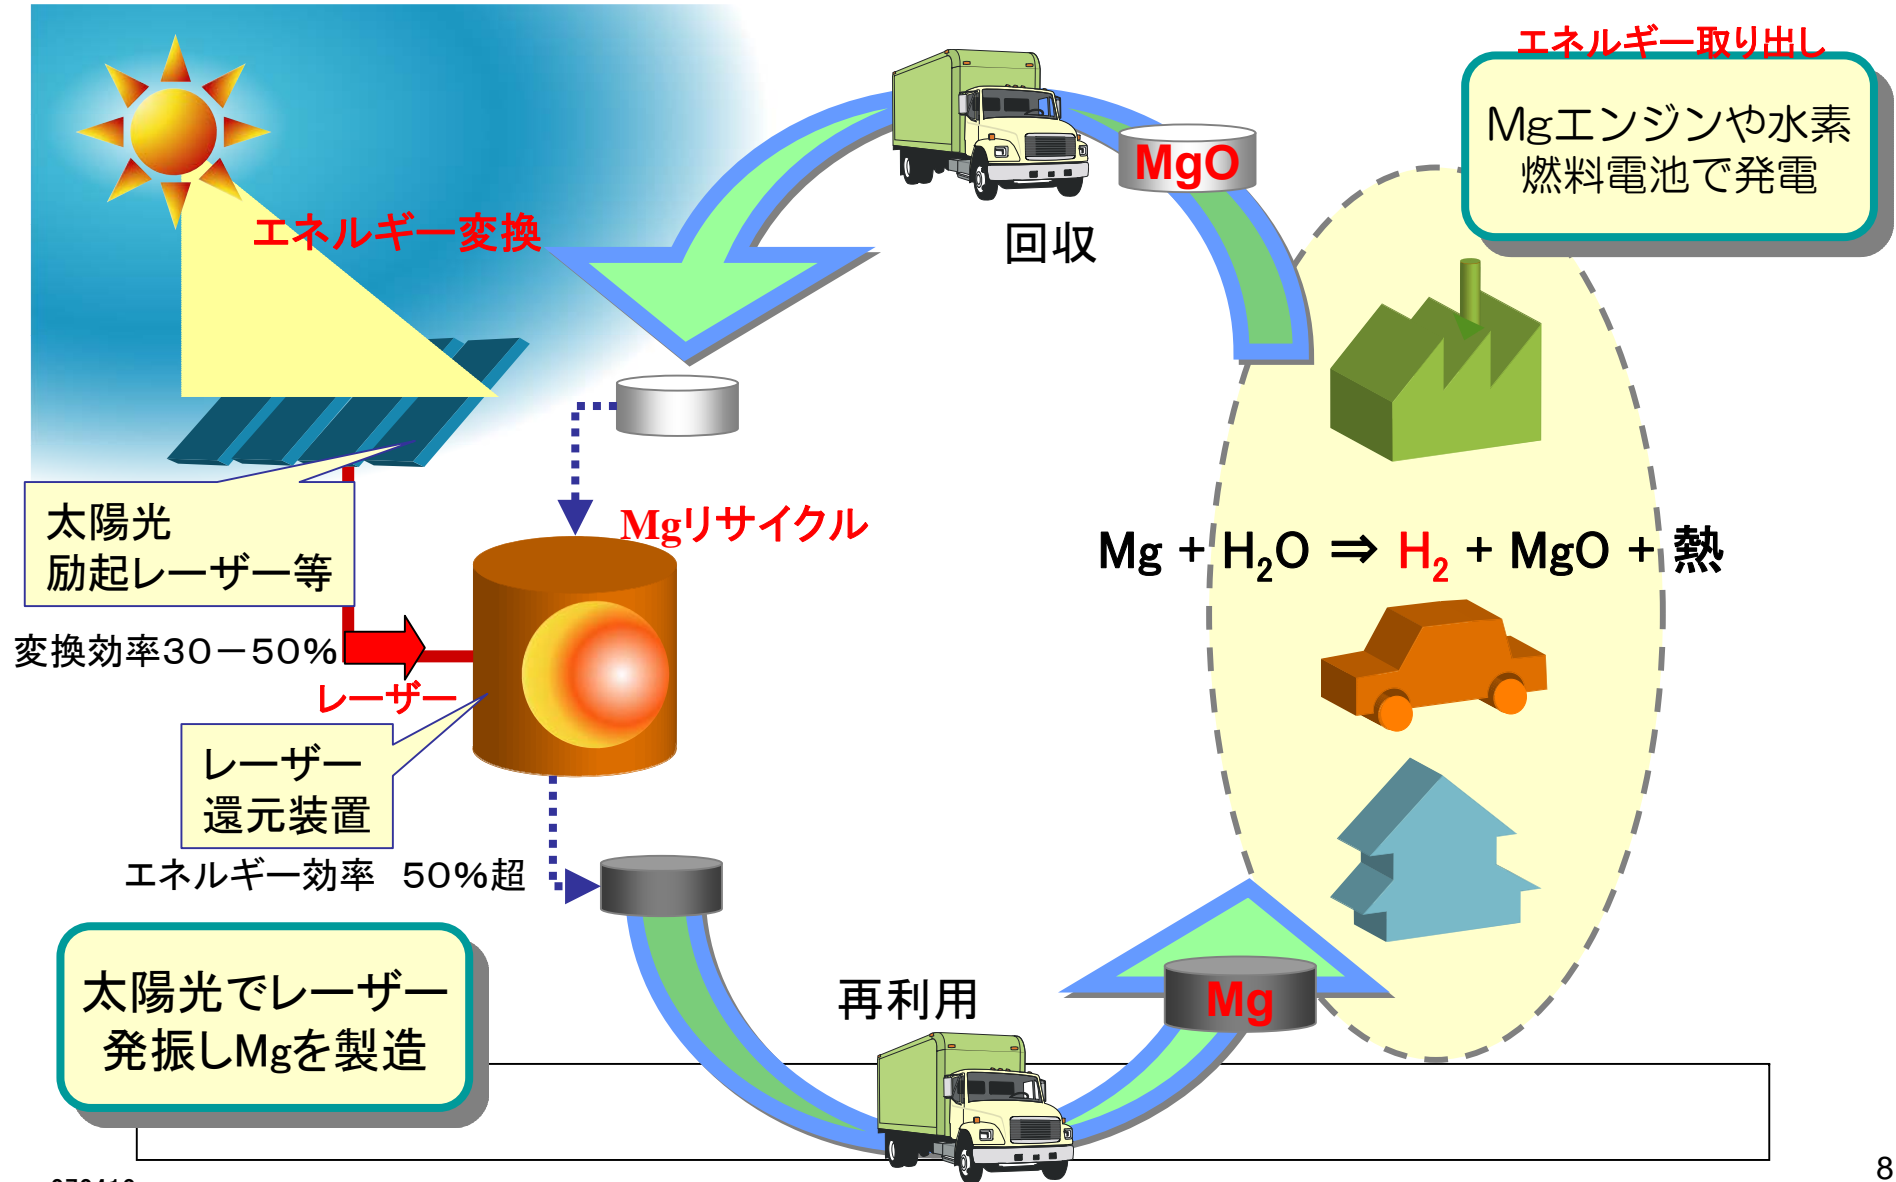 エネルギー取り出し
Mgエンジンや水素
燃料電池で発電
MgO
エネルギー変換
回収
太陽光
励起レーザー等
Mgリサイクル
Mg + H₂O ⇒ H₂ + MgO + 熱
変換効率30-50%
レーザー
レーザー
還元装置
エネルギー効率 50%超
太陽光でレーザー
発振しMgを製造
再利用
Mg
8